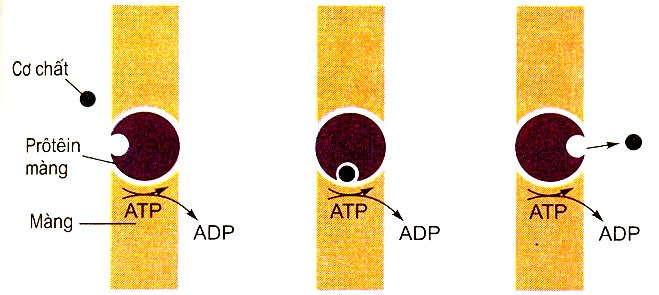 Cơ chất
Prôtêin
màng
Màng
ATP
ADP
ATP
ADP
ATP
ADP